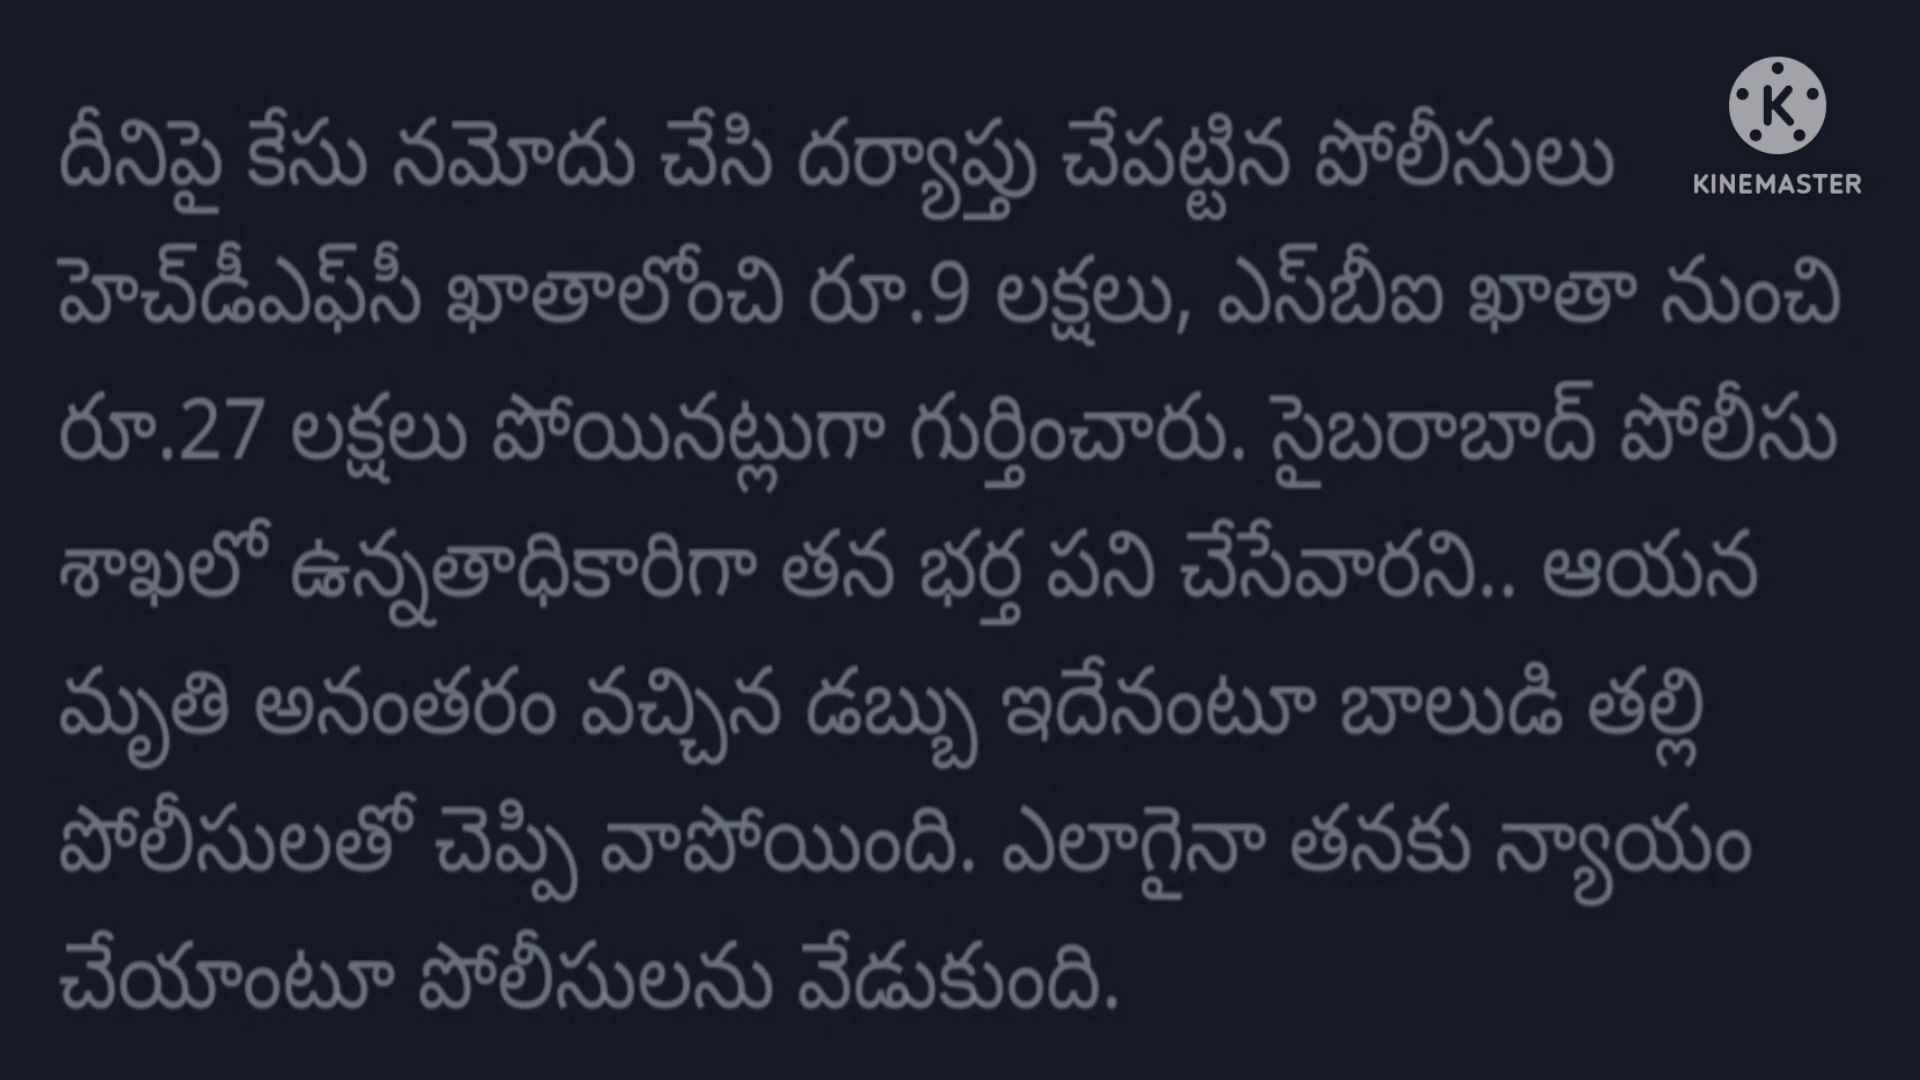 దీనిపై కేసు నమోదు చేసి దర్యాప్తు చేపట్టిన పోలీసులు
KINEMASTER
హెచ్‌డీఎఫ్‌సీ ఖాతాలోంచి రూ.9 లక్షలు, ఎస్‌బీఐ ఖాతా నుంచి
రూ.27 లక్షలు పోయినట్లుగా గుర్తించారు. సైబరాబాద్ పోలీసు
శాఖలో ఉన్నతాధికారిగా తన భర్త పని చేసేవారని.. ఆయన
మృతి అనంతరం వచ్చిన డబ్బు ఇదేనంటూ బాలుడి తల్లి
పోలీసులతో చెప్పి వాపోయింది. ఎలాగైనా తనకు న్యాయం
చేయాంటూ పోలీసులను వేడుకుంది.